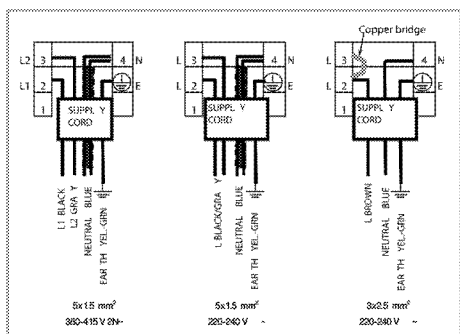 Copper bridge
L2 3 4 N
L1 2 E
1
SUPPL Y
CORD
L1 BLACK
L2 GRA Y
NEUTRAL BLUE
EAR TH YEL.-GRN
5x1.5 mm²
380-415 V 2N~
L 3 4 N
L 2 E
1
SUPPL Y
CORD
L BLACK/GRA Y
NEUTRAL BLUE
EAR TH YEL.-GRN
5x1.5 mm²
220-240 V ~
L 3 4 N
L 2 E
1
SUPPL Y
CORD
L BROWN
NEUTRAL BLUE
EAR TH YEL.-GRN
3x2.5 mm²
220-240 V ~